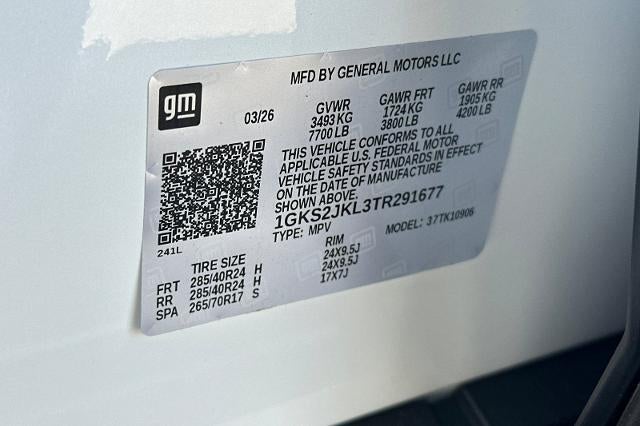 MFD BY GENERAL MOTORS LLC
gm
03/26
GVWR GAWR FRT GAWR RR
3493 KG 1724 KG 1905 KG
7700 LB 3800 LB 4200 LB
THIS VEHICLE CONFORMS TO ALL
APPLICABLE U.S. FEDERAL MOTOR
VEHICLE SAFETY STANDARDS IN EFFECT
ON THE DATE OF MANUFACTURE
SHOWN ABOVE.
1GKS2JKL3TR291677
TYPE: MPV MODEL: 37TK10906
241L
TIRE SIZE RIM
FRT 285/40R24 H 24X9.5J
RR 285/40R24 H 24X9.5J
SPA 265/70R17 S 17X7J